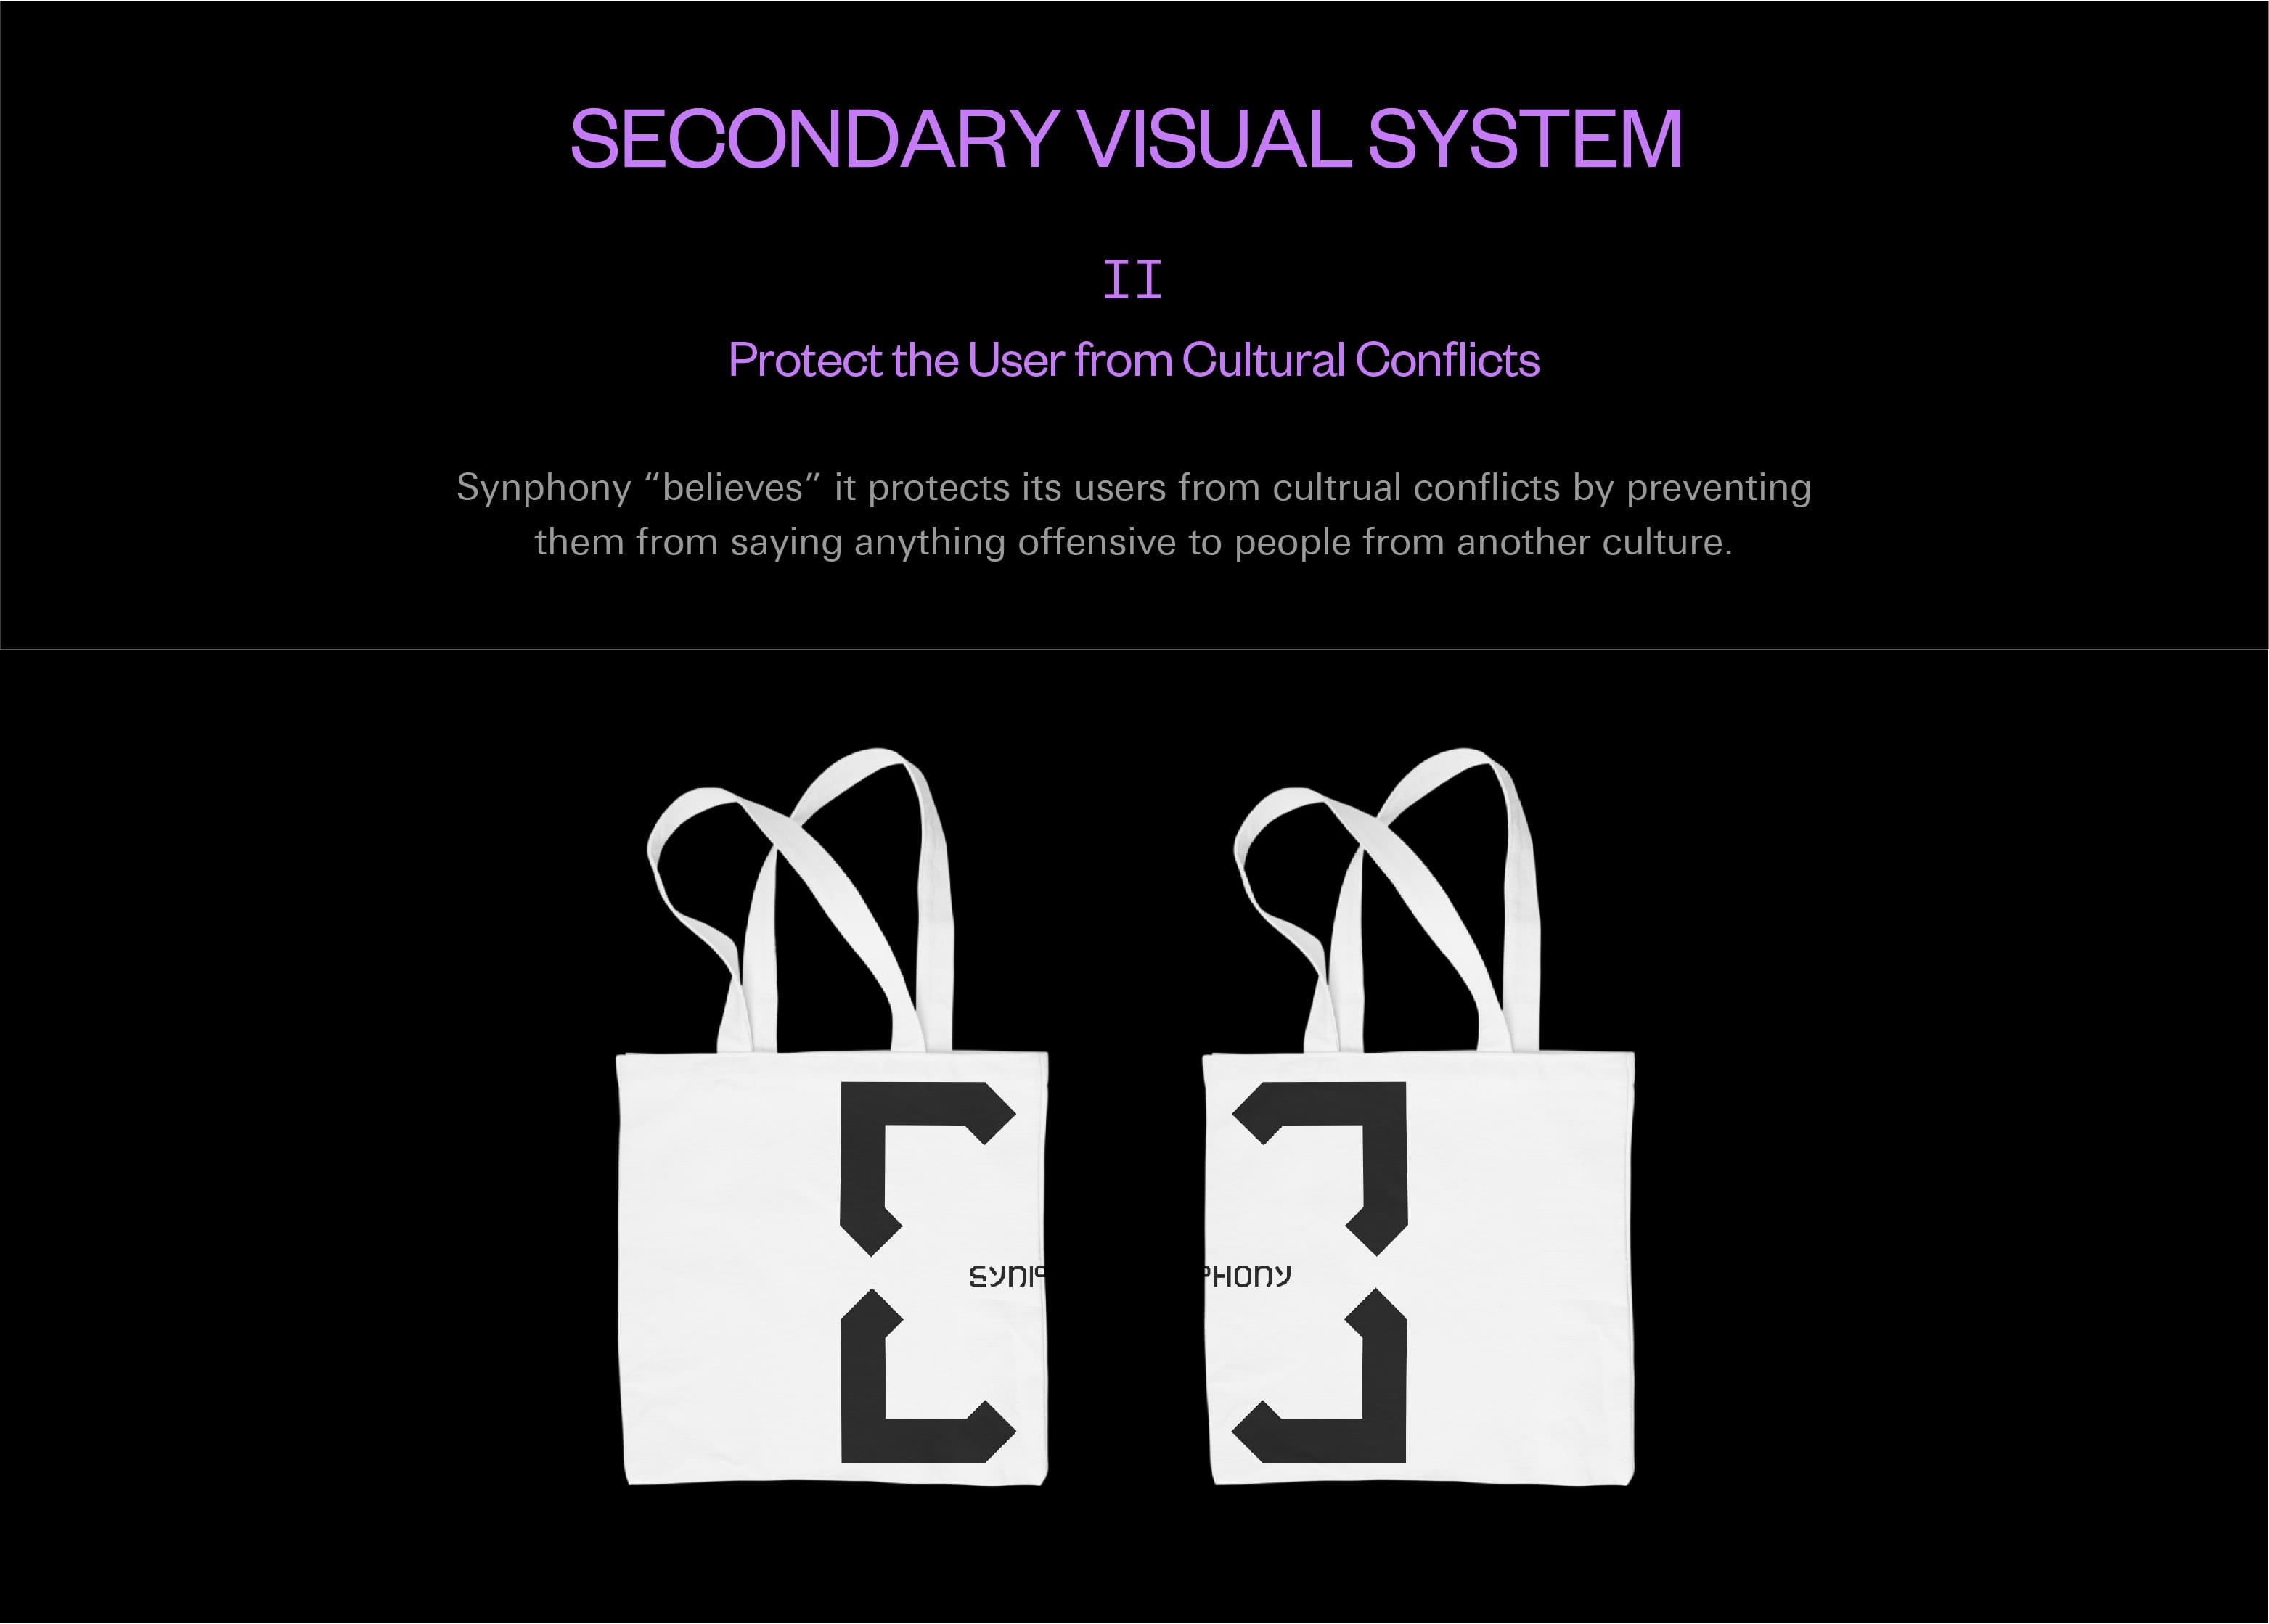 SECONDARY VISUAL SYSTEM
II
Protect the User from Cultural Conflicts
Synphony “believes” it protects its users from cultrual conflicts by preventing
them from saying anything offensive to people from another culture.
SYNP
PHONY